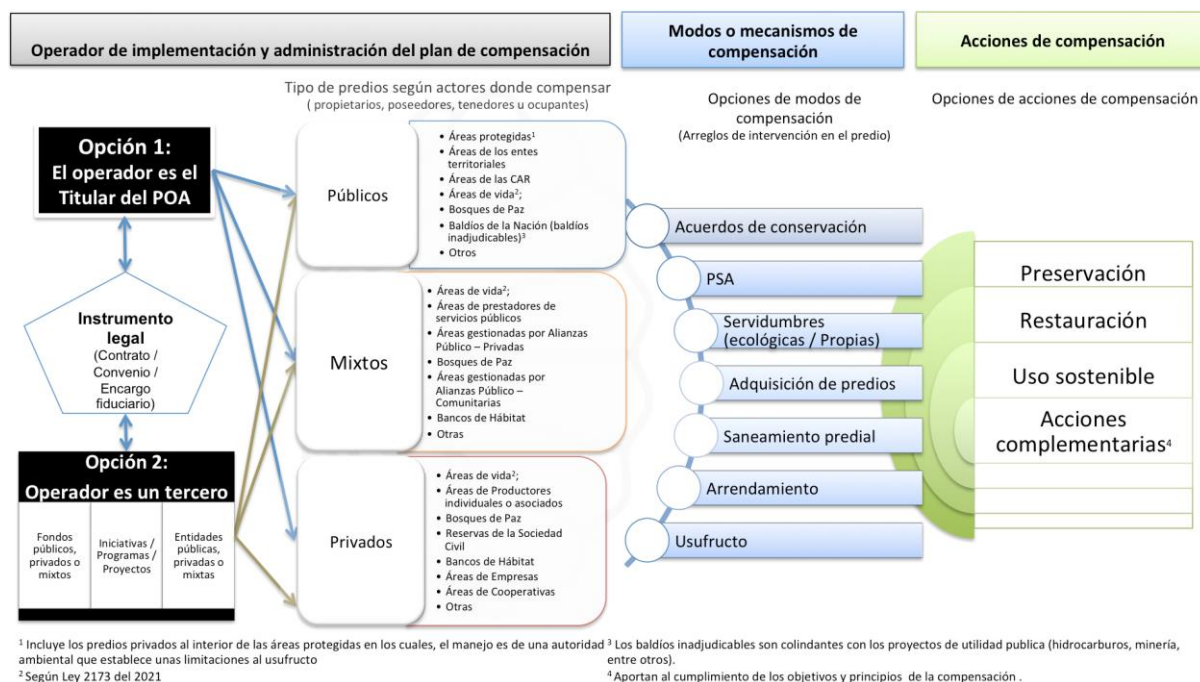 Operador de implementación y administración del plan de compensación
Modos o mecanismos de
compensación
Acciones de compensación
Tipo de predios según actores donde compensar
( propietarios, poseedores, tenedores u ocupantes)
Opciones de modos de
compensación
(Arreglos de intervención en el predio)
Opciones de acciones de compensación
Opción 1:
El operador es el
Titular del POA
Instrumento
legal
(Contrato /
Convenio /
Encargo
fiduciario)
Opción 2:
Operador es un tercero
Fondos
públicos,
privados o
mixtos
Iniciativas /
Programas /
Proyectos
Entidades
públicas,
privadas o
mixtas
Públicos
• Áreas protegidas¹
• Áreas de los entes
territoriales
• Áreas de las CAR
• Áreas de vida²;
• Bosques de Paz
• Baldíos de la Nación (baldíos
inadjudicables)³
• Otros
Mixtos
• Áreas de vida²;
• Áreas de prestadores de
servicios públicos
• Áreas gestionadas por Alianzas
Público – Privadas
• Bosques de Paz
• Áreas gestionadas por
Alianzas Público –
Comunitarias
• Bancos de Hábitat
• Otras
Privados
• Áreas de vida²;
• Áreas de Productores
individuales o asociados
• Bosques de Paz
• Reservas de la Sociedad
Civil
• Bancos de Hábitat
• Áreas de Empresas
• Áreas de Cooperativas
• Otras
Acuerdos de conservación
PSA
Servidumbres
(ecológicas / Propias)
Adquisición de predios
Saneamiento predial
Arrendamiento
Usufructo
Preservación
Restauración
Uso sostenible
Acciones
complementarias⁴
¹ Incluye los predios privados al interior de las áreas protegidas en los cuales, el manejo es de una autoridad
ambiental que establece unas limitaciones al usufructo
² Según Ley 2173 del 2021
³ Los baldíos inadjudicables son colindantes con los proyectos de utilidad publica (hidrocarburos, minería,
entre otros).
⁴ Aportan al cumplimiento de los objetivos y principios de la compensación .